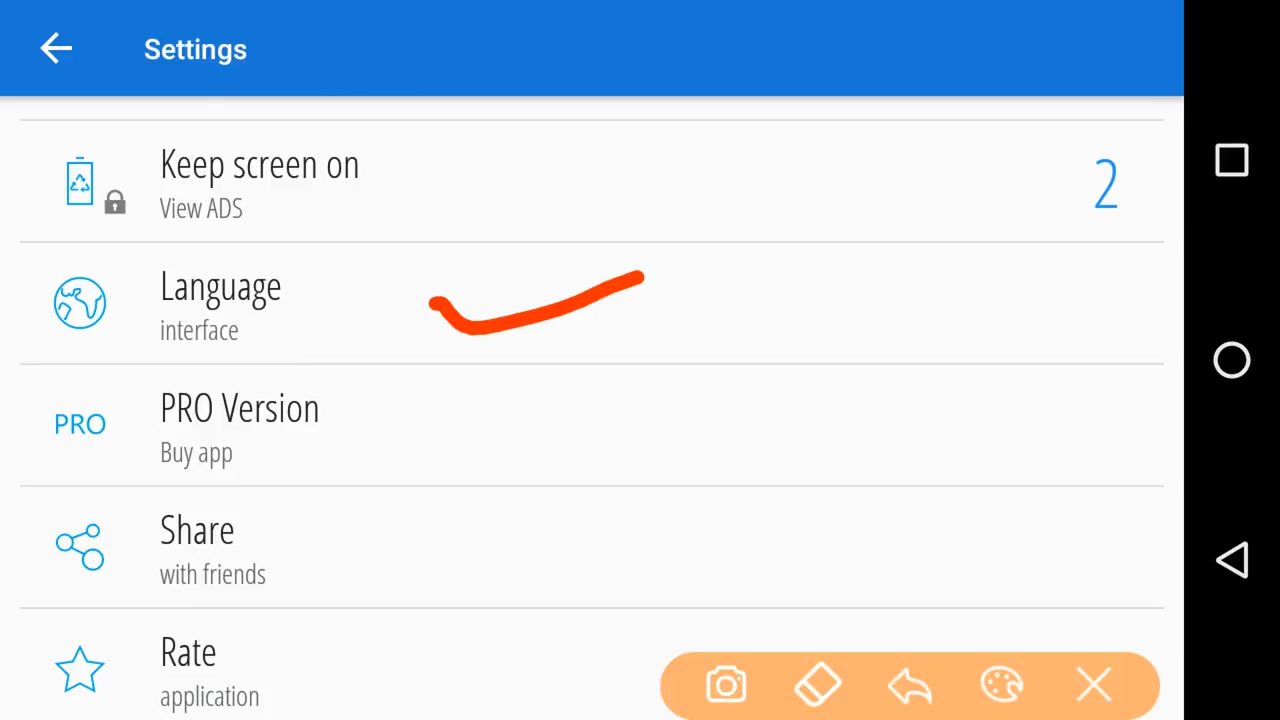 Settings
Keep screen on
View ADS
2
Language
interface
PRO
PRO Version
Buy app
Share
with friends
Rate
application